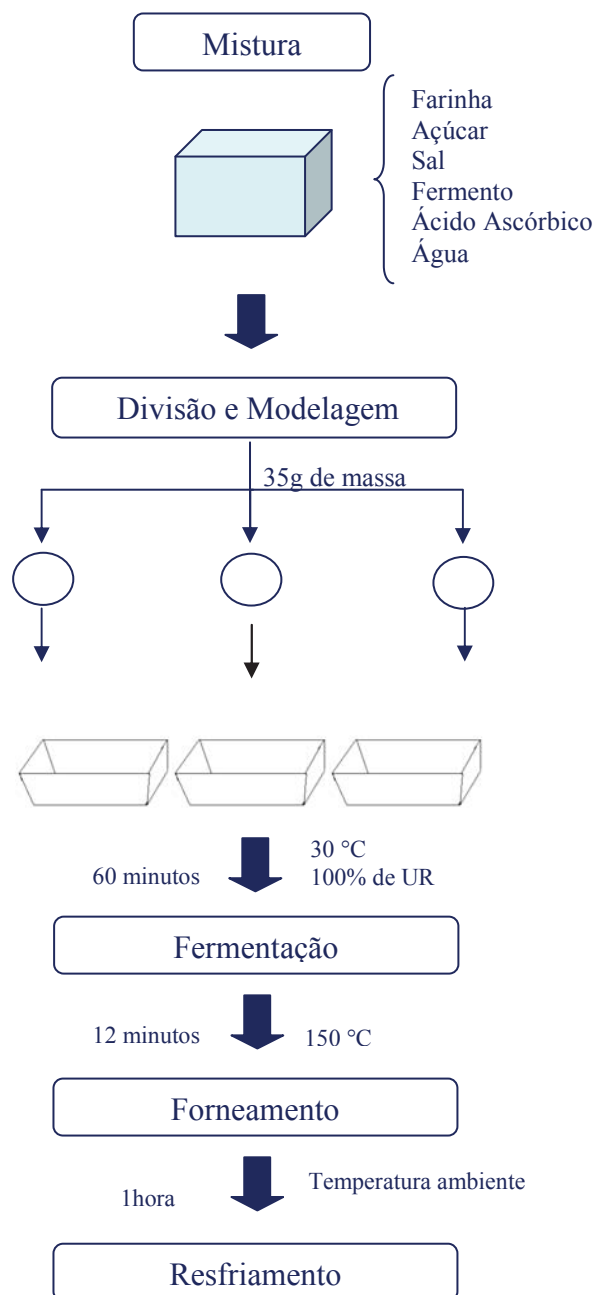 Mistura
Farinha
Açúcar
Sal
Fermento
Ácido Ascórbico
Água
Divisão e Modelagem
35g de massa
60 minutos
30 °C
100% de UR
Fermentação
12 minutos
150 °C
Forneamento
1hora
Temperatura ambiente
Resfriamento